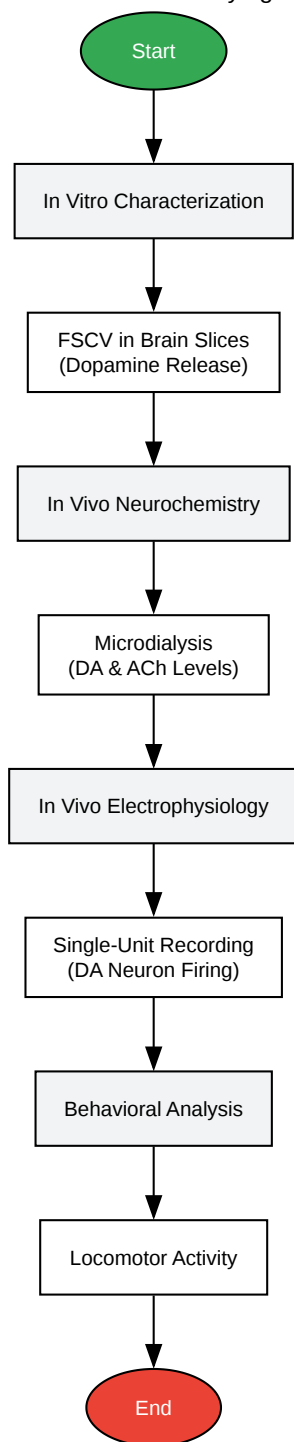 Start
In Vitro Characterization
FSCV in Brain Slices
(Dopamine Release)
In Vivo Neurochemistry
Microdialysis
(DA & ACh Levels)
In Vivo Electrophysiology
Single-Unit Recording
(DA Neuron Firing)
Behavioral Analysis
Locomotor Activity
End